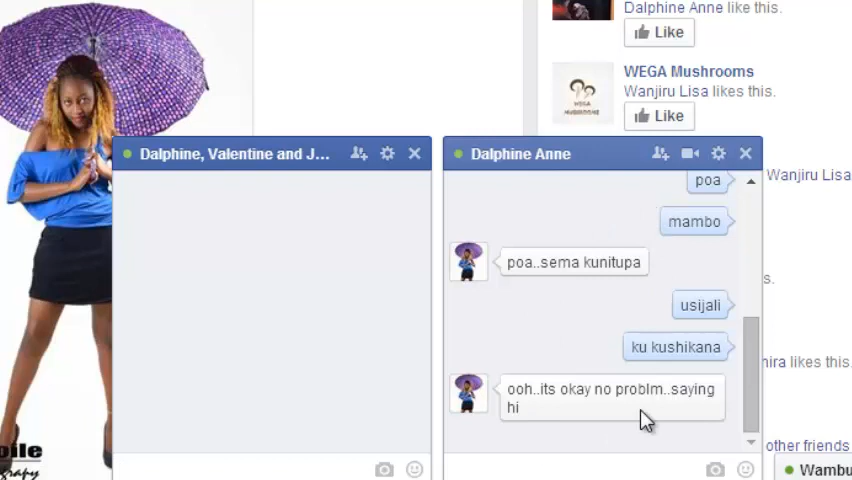 Dalphine Anne like this.
Like
WEGA Mushrooms
Wanjiru Lisa likes this.
WEGA
MUSHROOMS
Like
Dalphine, Valentine and J...
Dalphine Anne
poa
Wanjiru Lisa
mambo
poa..sema kunitupa
s.
usijali
ku kushikana
likes this.
ooh..its okay no problm..saying
hi
other friends
Wambu